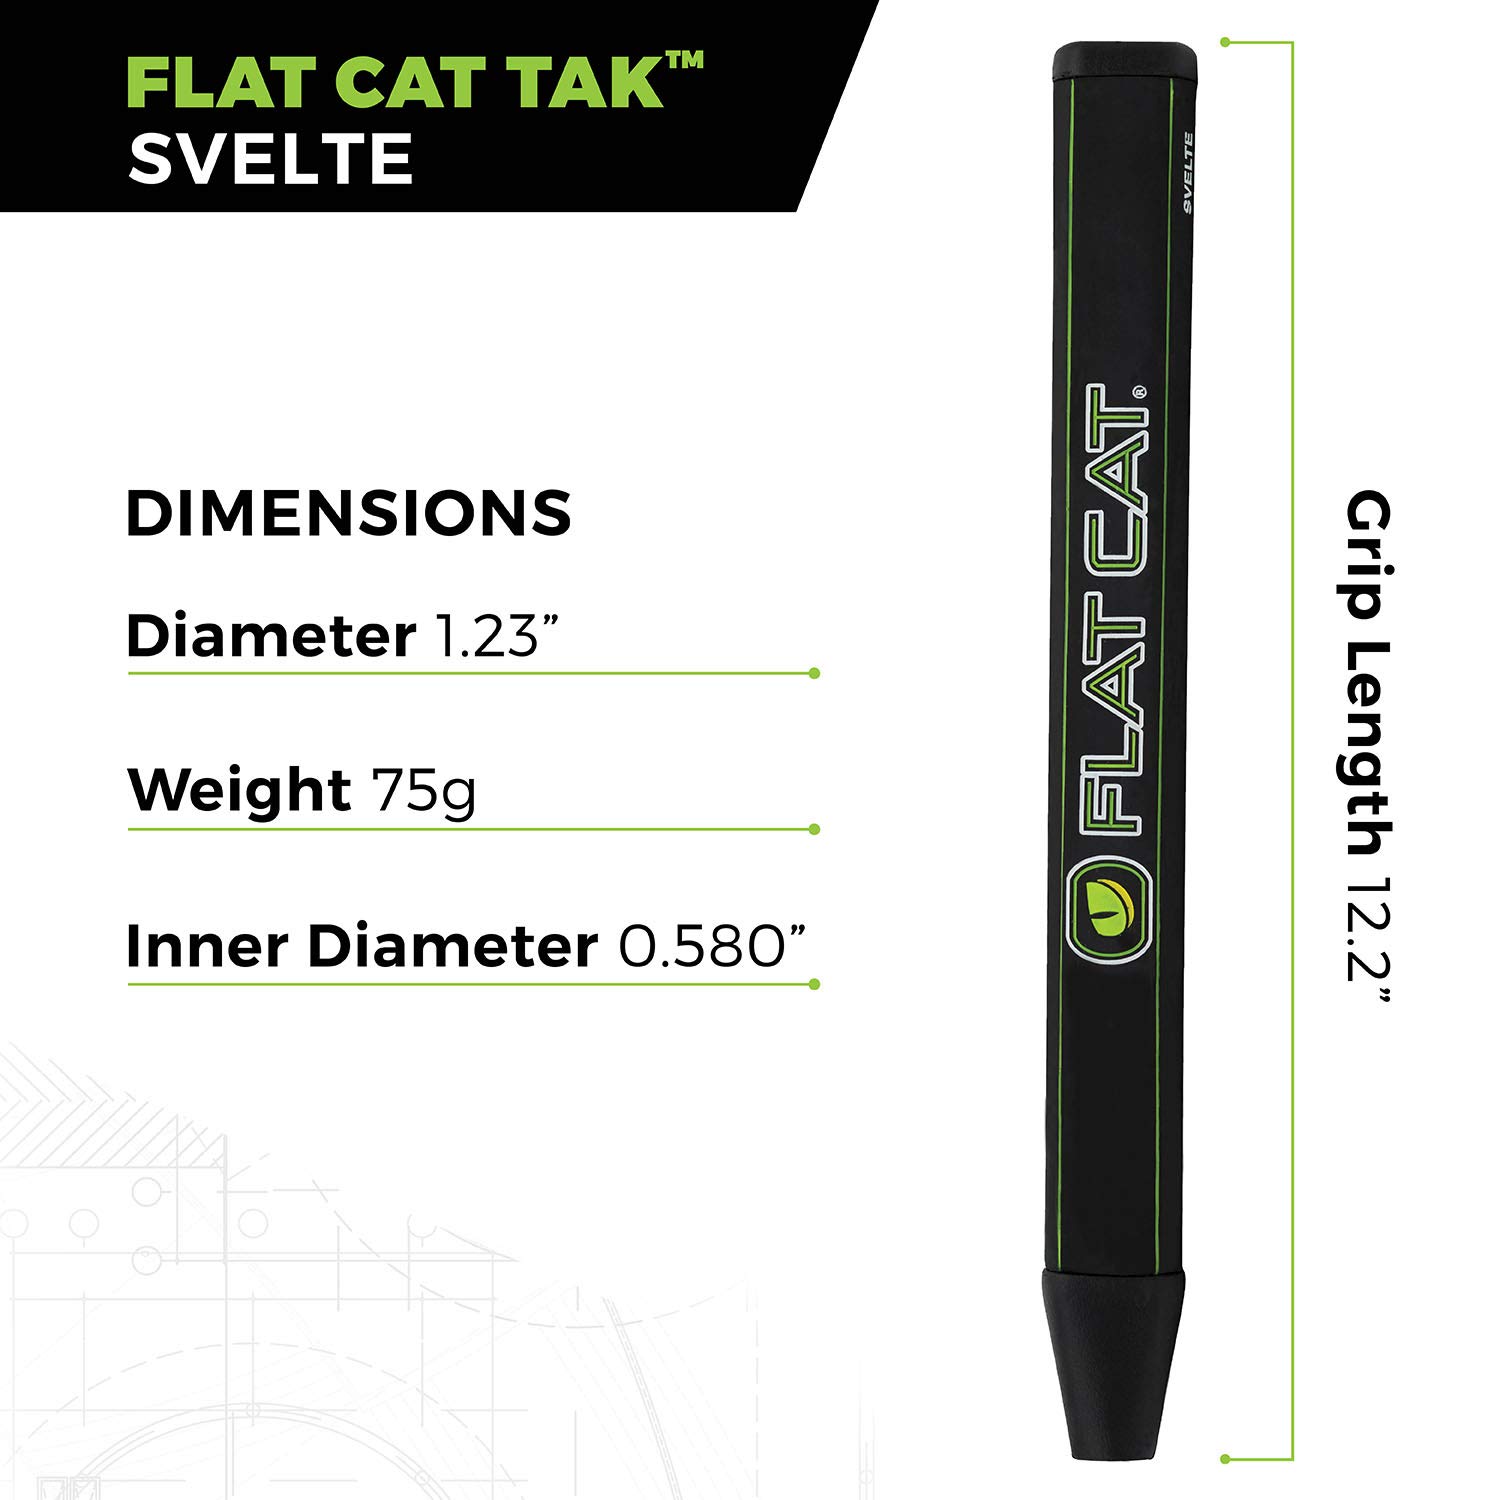 FLAT CAT TAK™
SVELTE
DIMENSIONS
Diameter 1.23”
Weight 75g
Inner Diameter 0.580”
SVELTE
FLAT CAT®
Grip Length 12.2”